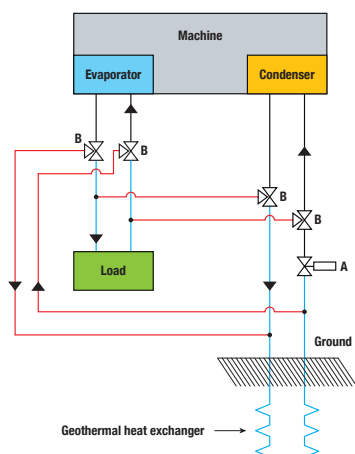 Machine
Evaporator
Condenser
B
B
B
B
A
Load
Ground
Geothermal heat exchanger